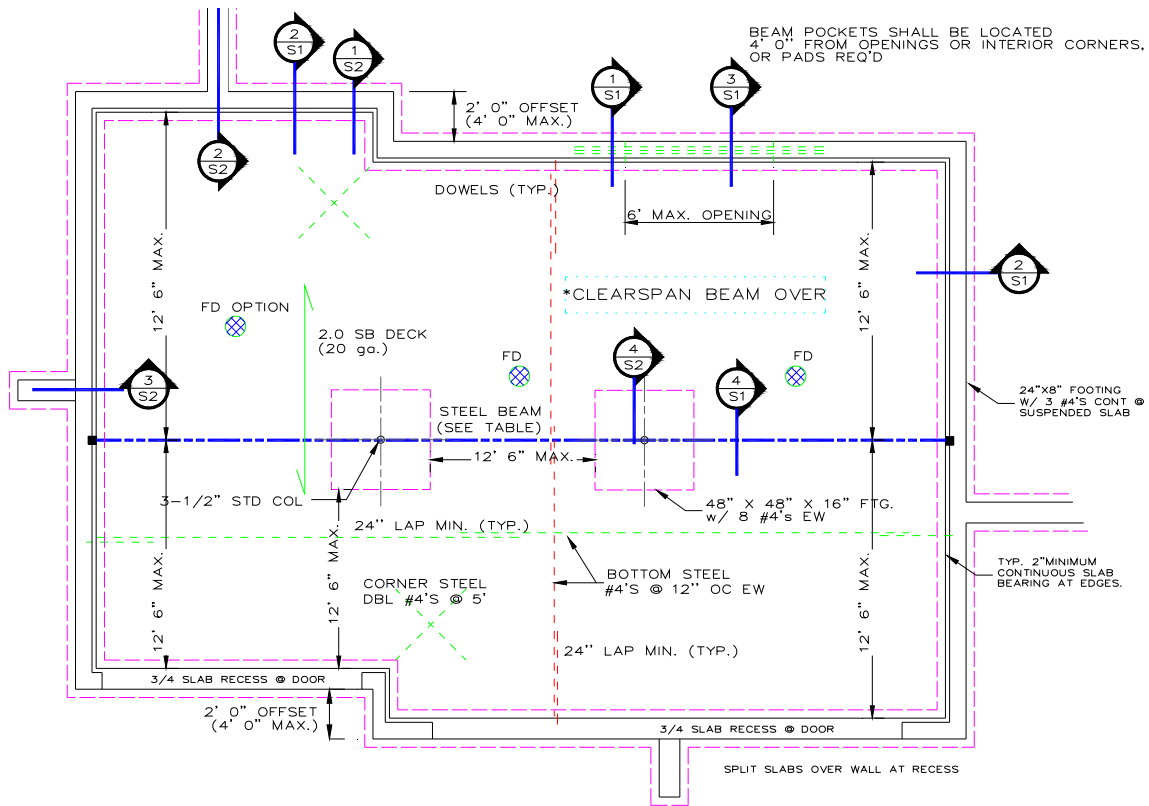 BEAM POCKETS SHALL BE LOCATED
4' 0" FROM OPENINGS OR INTERIOR CORNERS,
OR PADS REQ'D
2
S1
1
S2
1
S1
3
S1
2' 0" OFFSET
(4' 0" MAX.)
2
S2
DOWELS (TYP.)
6' MAX. OPENING
12' 6" MAX.
12' 6" MAX.
2
S1
*CLEARSPAN BEAM OVER
FD OPTION
2.0 SB DECK
(20 ga.)
FD
4
S2
FD
3
S2
4
S1
24"X8" FOOTING
W/ 3 #4'S CONT @
SUSPENDED SLAB
STEEL BEAM
(SEE TABLE)
12' 6" MAX.
3-1/2" STD COL
48" X 48" X 16" FTG.
w/ 8 #4's EW
24" LAP MIN. (TYP.)
12' 6" MAX.
12' 6" MAX.
12' 6" MAX.
TYP. 2"MINIMUM
CONTINUOUS SLAB
BEARING AT EDGES.
CORNER STEEL
DBL #4'S @ 5'
BOTTOM STEEL
#4'S @ 12" OC EW
24" LAP MIN. (TYP.)
3/4 SLAB RECESS @ DOOR
2' 0" OFFSET
(4' 0" MAX.)
3/4 SLAB RECESS @ DOOR
SPLIT SLABS OVER WALL AT RECESS